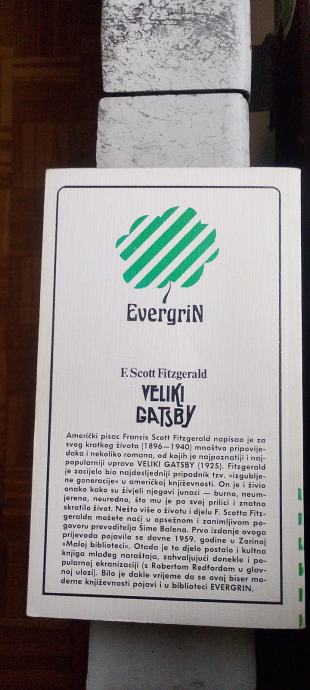 EvergriN
F. Scott Fitzgerald
VELIKI
GATSBY
Američki pisac Francis Scott Fitzgerald napisao je za
svog kratkog života (1896—1940) mnoštvo pripovije-
daka i nekoliko romana, od kojih je najpoznatiji i naj-
popularniji upravo VELIKI GATSBY (1925). Fitzgerald
je zacijelo bio najdosljedniji pripadnik tzv. »izgublje-
ne generacije« u američkoj književnosti. On je i živio
onako kako su živjeli njegovi junaci — burno, neum-
jereno, neuredno, što mu je po svoj prilici i znatno
skratilo život. Nešto više o životu i djelu F. Scotta Fitz-
geralda možete naći u opsežnom i zanimljivom po-
govoru prevoditelja Šime Balena. Prvo izdanje ovoga
prijevoda pojavilo se davne 1959. godine u Zorinoj
»Maloj biblioteci«. Otada je to djelo postalo i kultna
knjiga mlađeg naraštaja, zahvaljujući donekle i po-
pularnoj ekranizaciji (s Robertom Redfordom u glav-
noj ulozi). Bilo je dakle vrijeme da se ovaj biser mo-
derne književnosti pojavi i u biblioteci EVERGRIN.